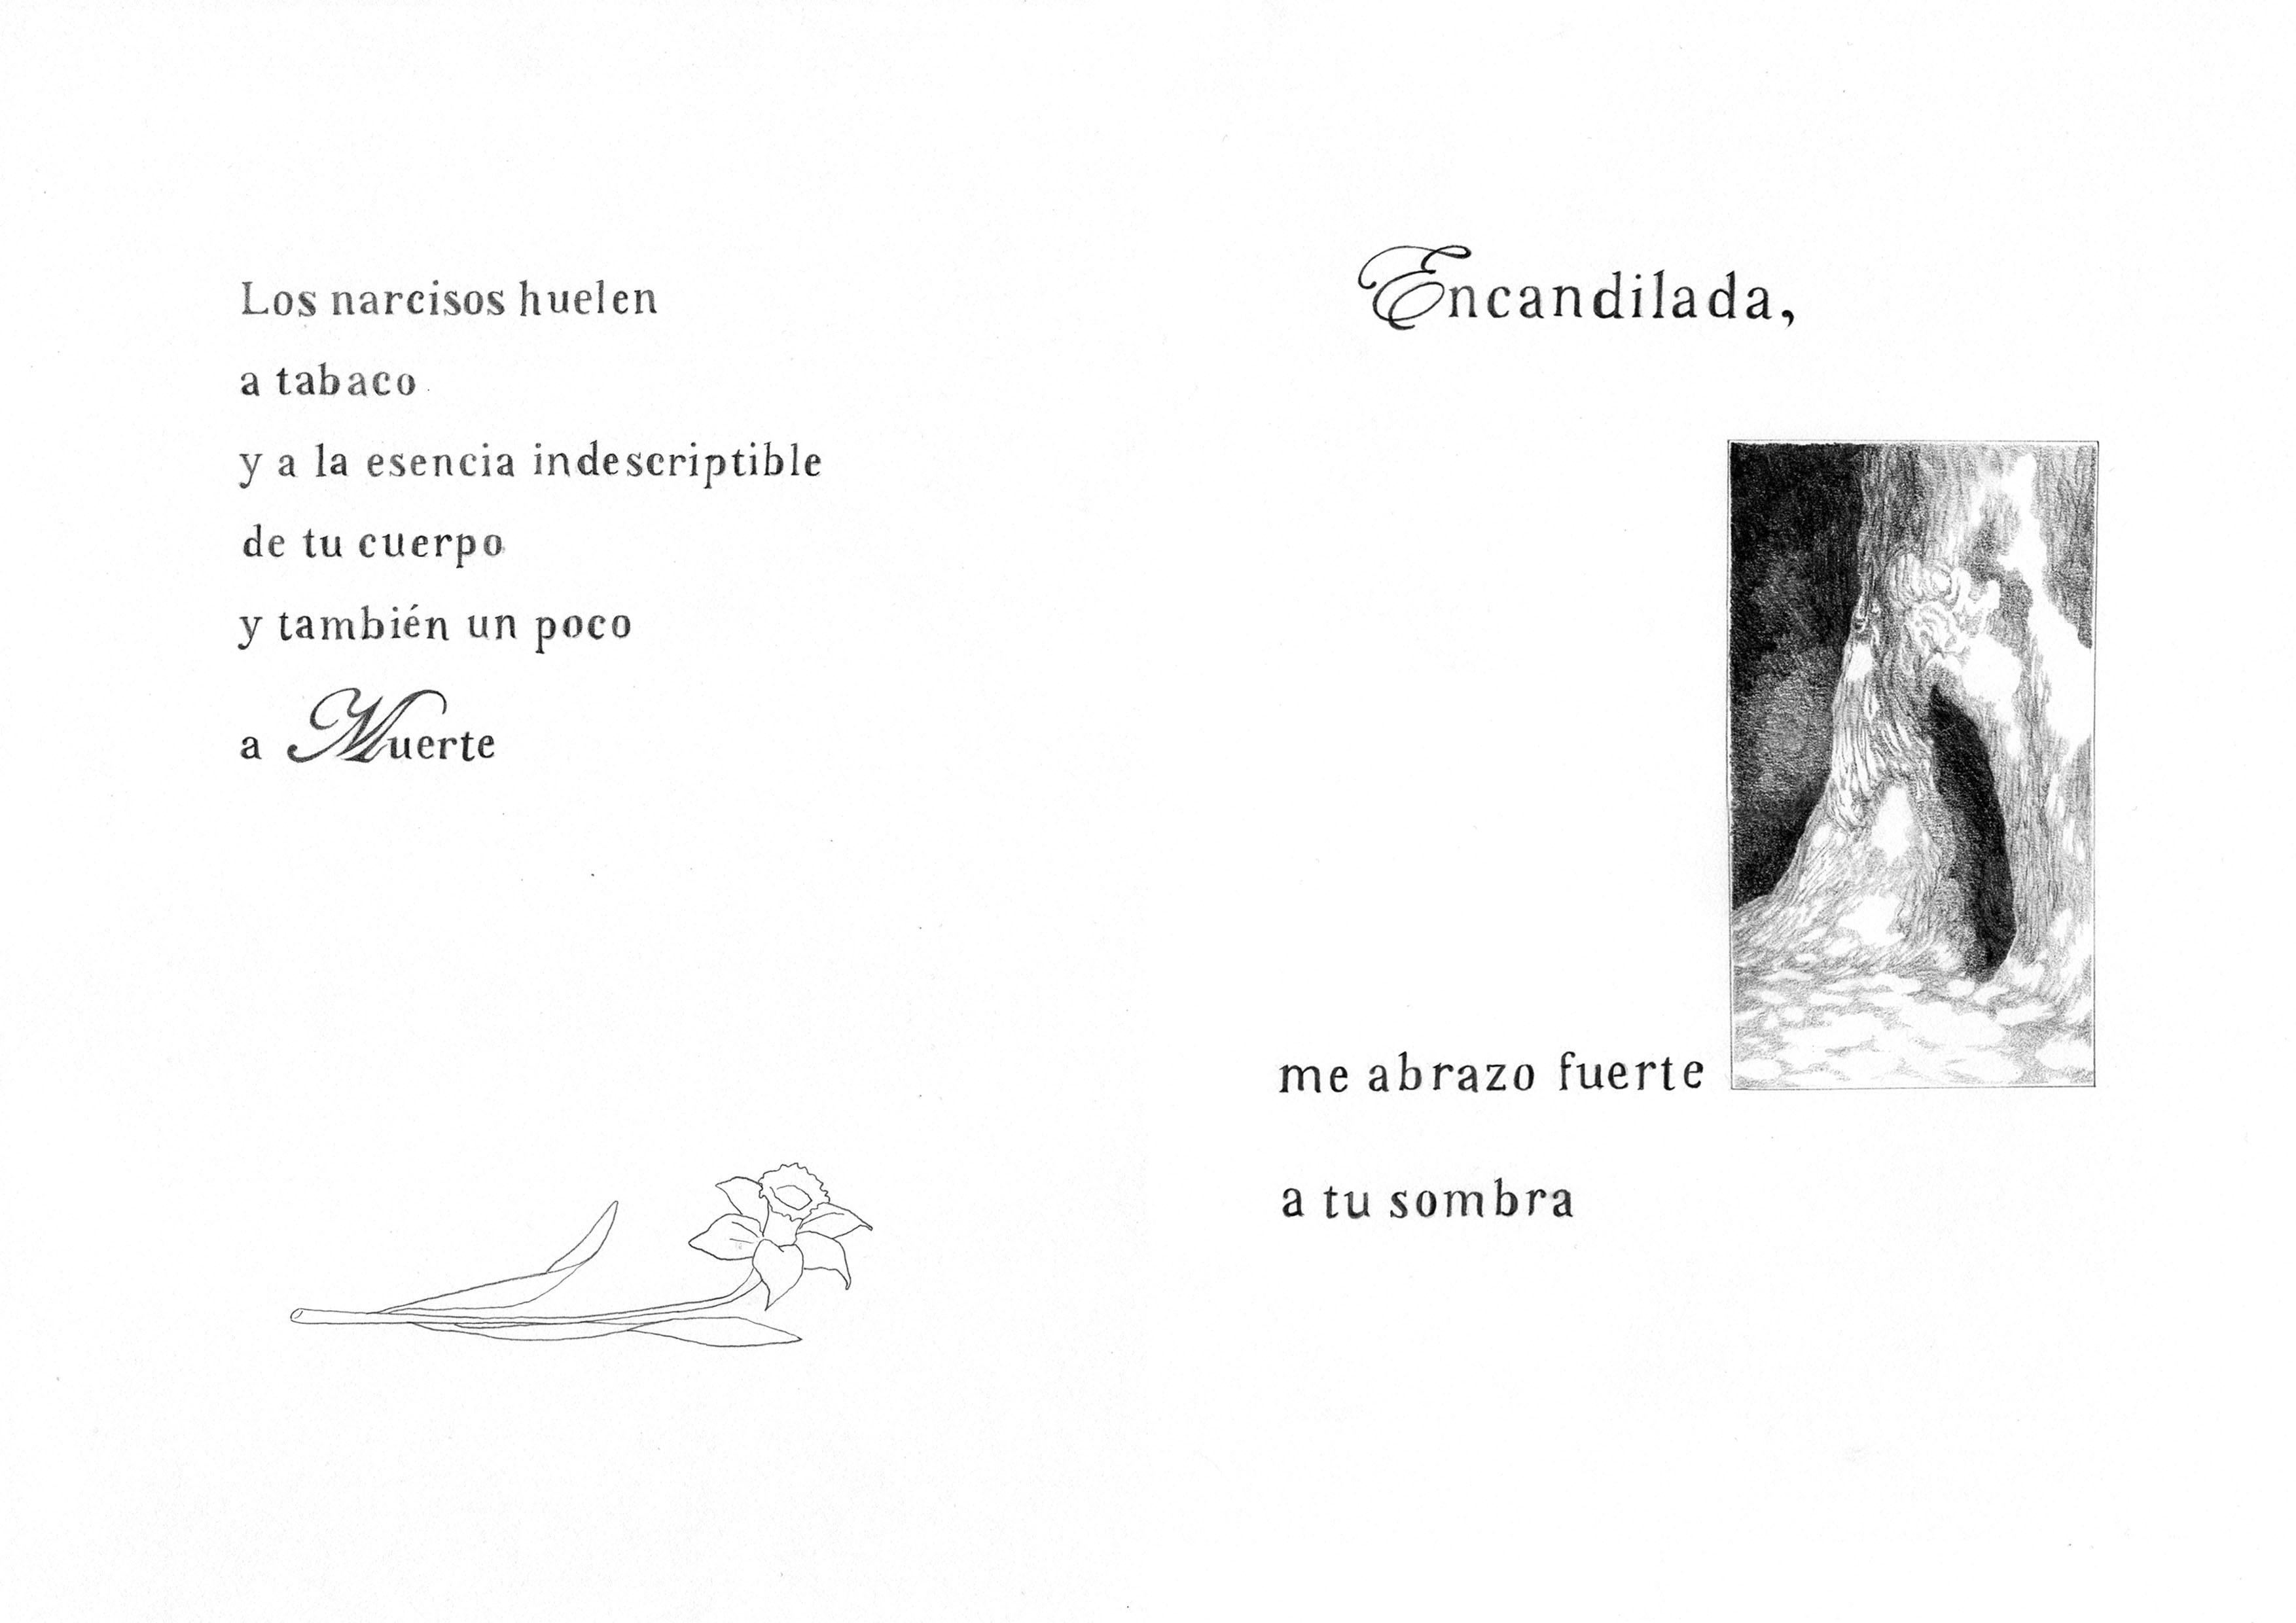 Los narcisos huelen
a tabaco
y a la esencia indescriptible
de tu cuerpo
y también un poco
a Muerte
Encandilada,
me abrazo fuerte
a tu sombra